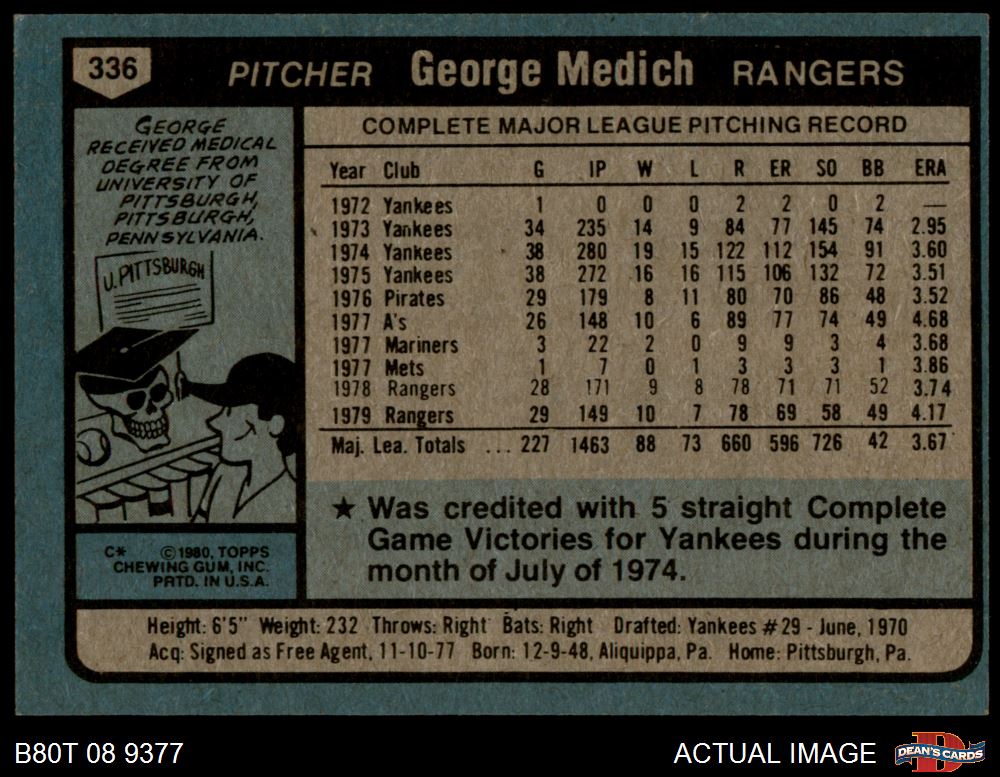 336 PITCHER George Medich RANGERS
GEORGE
RECEIVED MEDICAL
DEGREE FROM
UNIVERSITY OF
PITTSBURGH,
PITTSBURGH,
PENNSYLVANIA.
U. PITTSBURGH
C* ©1980, TOPPS
CHEWING GUM, INC.
PRTD. IN U.S.A.
COMPLETE MAJOR LEAGUE PITCHING RECORD
Year Club G IP W L R ER SO BB ERA
1972 Yankees 1 0 0 0 2 2 0 2 —
1973 Yankees 34 235 14 9 84 77 145 74 2.95
1974 Yankees 38 280 19 15 122 112 154 91 3.60
1975 Yankees 38 272 16 16 115 106 132 72 3.51
1976 Pirates 29 179 8 11 80 70 86 48 3.52
1977 A's 26 148 10 6 89 77 74 49 4.68
1977 Mariners 3 22 2 0 9 9 3 4 3.68
1977 Mets 1 7 0 1 3 3 3 1 3.86
1978 Rangers 28 171 9 8 78 71 71 52 3.74
1979 Rangers 29 149 10 7 78 69 58 49 4.17
Maj. Lea. Totals ... 227 1463 88 73 660 596 726 42 3.67
★ Was credited with 5 straight Complete
Game Victories for Yankees during the
month of July of 1974.
Height: 6'5" Weight: 232 Throws: Right Bats: Right Drafted: Yankees #29 - June, 1970
Acq: Signed as Free Agent, 11-10-77 Born: 12-9-48, Aliquippa, Pa. Home: Pittsburgh, Pa.
B80T 08 9377 ACTUAL IMAGE
D
DEAN'S CARDS